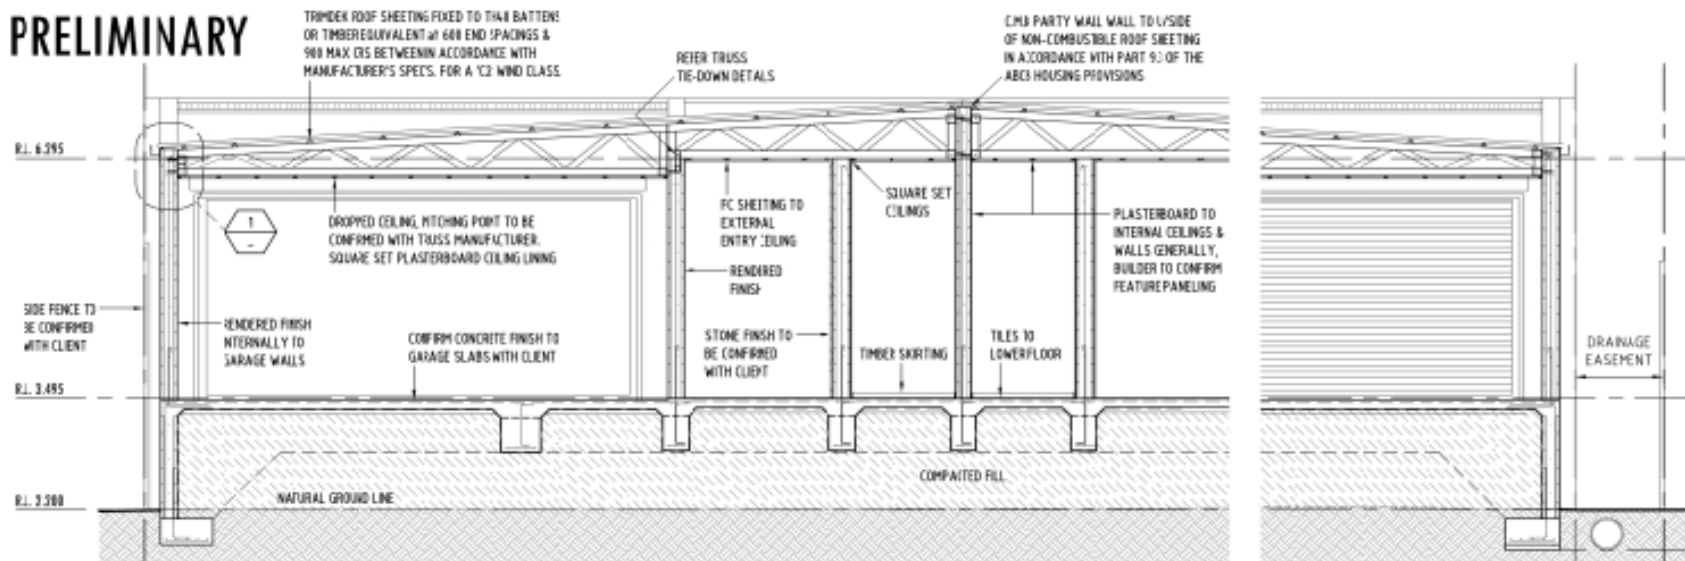 PRELIMINARY
TRIMDEK ROOF SHEETING FIXED TO TH40 BATTENS
OR TIMBER EQUIVALENT at 600 END SPACINGS &
900 MAX CRS BETWEEN IN ACCORDANCE WITH
MANUFACTURER'S SPECS. FOR A 'C2' WIND CLASS.
REFER TRUSS
TIE-DOWN DETAILS
C.M.B PARTY WALL WALL TO U/SIDE
OF NON-COMBUSTIBLE ROOF SHEETING
IN ACCORDANCE WITH PART 9.3 OF THE
ABCB HOUSING PROVISIONS
R.L. 6.295
1
-
DROPPED CEILING, PITCHING POINT TO BE
CONFIRMED WITH TRUSS MANUFACTURER.
SQUARE SET PLASTERBOARD CEILING LINING
FC SHEETING TO
EXTERNAL
ENTRY CEILING
SQUARE SET
CEILINGS
PLASTERBOARD TO
INTERNAL CEILINGS &
WALLS GENERALLY,
BUILDER TO CONFIRM
FEATURE PANELING
RENDERED
FINISH
SIDE FENCE TO
BE CONFIRMED
WITH CLIENT
RENDERED FINISH
INTERNALLY TO
GARAGE WALLS
CONFIRM CONCRETE FINISH TO
GARAGE SLABS WITH CLIENT
STONE FINISH TO
BE CONFIRMED
WITH CLIENT
TIMBER SKIRTING
TILES TO
LOWER FLOOR
DRAINAGE
EASEMENT
R.L. 3.495
COMPACTED FILL
NATURAL GROUND LINE
R.L. 2.200